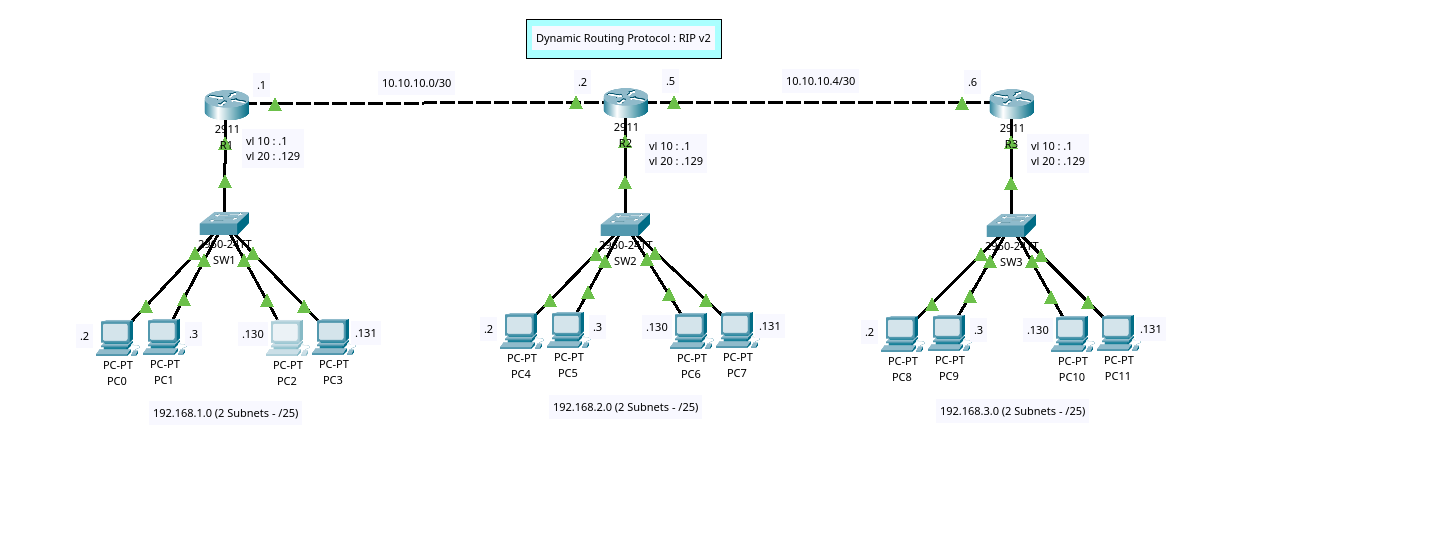 Dynamic Routing Protocol : RIP v2
.1
10.10.10.0/30
.2
.5
10.10.10.4/30
.6
2911
R1
vl 10 : .1
vl 20 : .129
2911
R2
vl 10 : .1
vl 20 : .129
2911
R3
vl 10 : .1
vl 20 : .129
2950-24TT
SW1
2950-24TT
SW2
2950-24TT
SW3
.2
.3
.130
.131
PC-PT
PC0
PC-PT
PC1
PC-PT
PC2
PC-PT
PC3
.2
.3
.130
.131
PC-PT
PC4
PC-PT
PC5
PC-PT
PC6
PC-PT
PC7
.2
.3
.130
.131
PC-PT
PC8
PC-PT
PC9
PC-PT
PC10
PC-PT
PC11
192.168.1.0 (2 Subnets - /25)
192.168.2.0 (2 Subnets - /25)
192.168.3.0 (2 Subnets - /25)